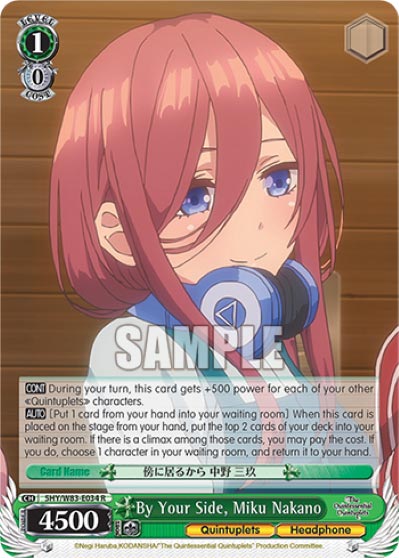 LEVEL
1
0
COST
SAMPLE
CONT During your turn, this card gets +500 power for each of your other
«Quintuplets» characters.
AUTO [Put 1 card from your hand into your waiting room] When this card is
placed on the stage from your hand, put the top 2 cards of your deck into your
waiting room. If there is a climax among those cards, you may pay the cost. If
you do, choose 1 character in your waiting room, and return it to your hand.
Card Name 傍に居るから 中野 三玖
CH 5HY/W83-E034 R
By Your Side, Miku Nakano
The Quintessential Quintuplets
POWER
4500
Quintuplets Headphone
©Negi Haruba,KODANSHA/"The Quintessential Quintuplets" Production Committee.